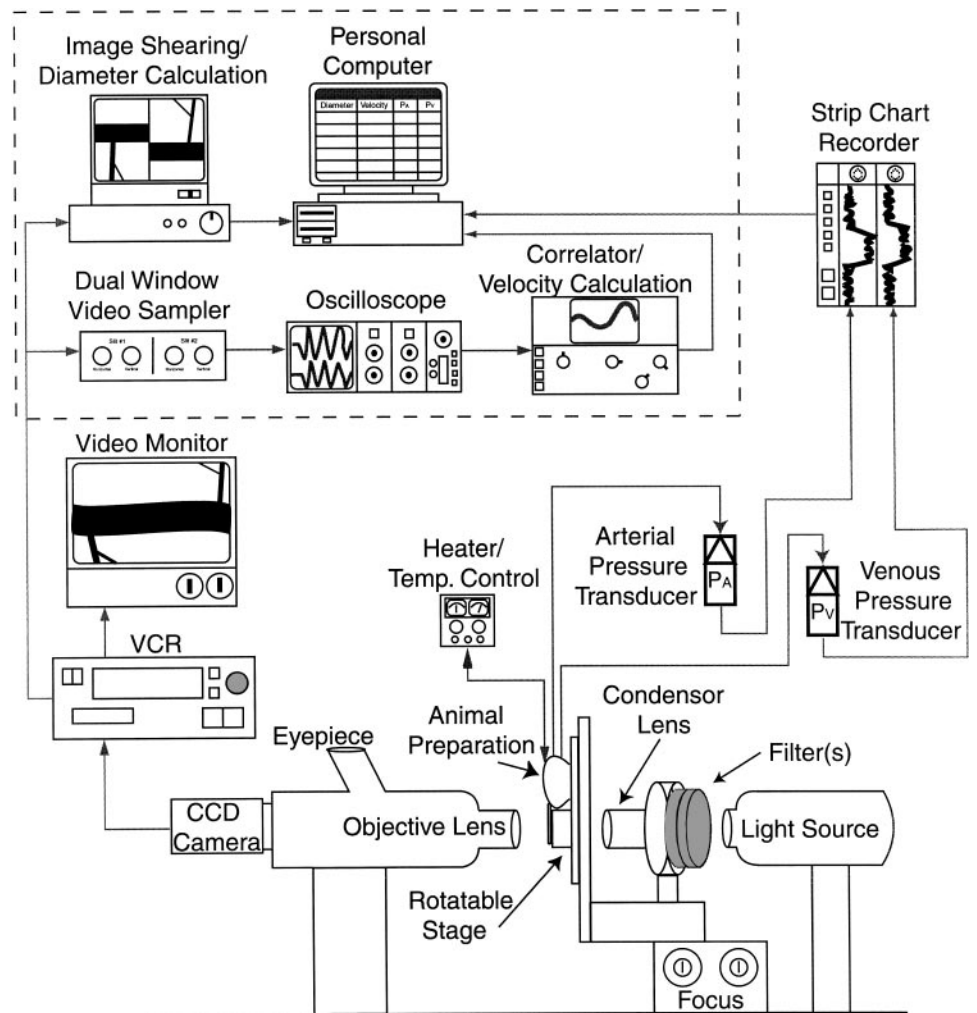 Image Shearing/
Diameter Calculation
Personal
Computer
Diameter Velocity PA PV
Strip Chart
Recorder
Dual Window
Video Sampler
Oscilloscope
Correlator/
Velocity Calculation
Video Monitor
Heater/
Temp. Control
Arterial
Pressure
Transducer
PA
Venous
Pressure
Transducer
PV
VCR
Animal
Preparation
Condensor
Lens
Eyepiece
Filter(s)
CCD
Camera
Objective Lens
Light Source
Rotatable
Stage
Focus